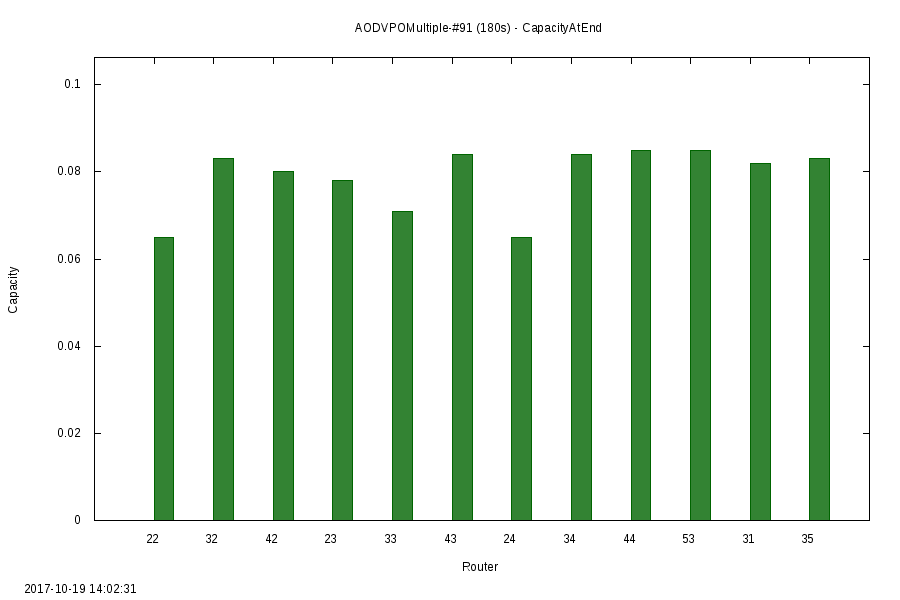 AODVPOMultiple-#91 (180s) - CapacityAtEnd
0.1
0.08
0.06
0.04
0.02
0
Capacity
22 32 42 23 33 43 24 34 44 53 31 35
Router
2017-10-19 14:02:31